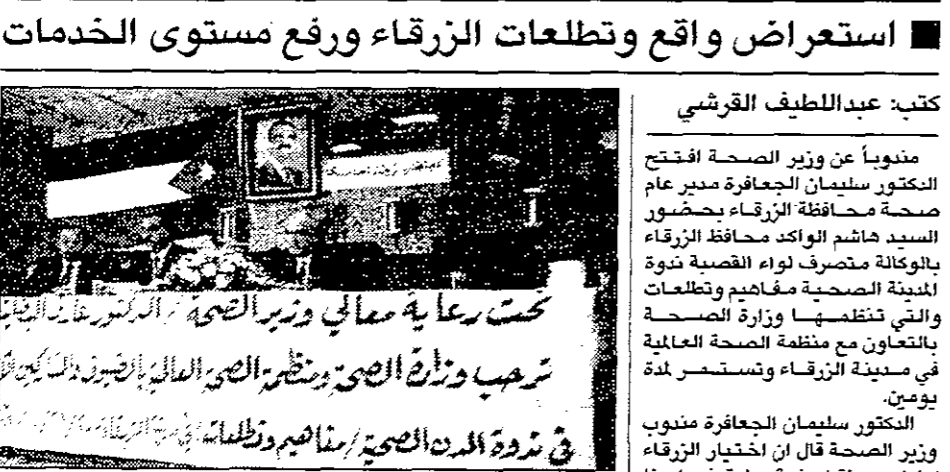 ■ استعراض واقع وتطلعات الزرقاء ورفع مستوى الخدمات
كتب: عبداللطيف القرشي
مندوباً عن وزير الصحة افتتح
الدكتور سليمان الجعافرة مدير عام
صحة محافظة الزرقاء بحضور
السيد هاشم الواكد محافظ الزرقاء
بالوكالة متصرف لواء القصبة ندوة
المدينة الصحية مفاهيم وتطلعات
والتي تنظمها وزارة الصحة
بالتعاون مع منظمة الصحة العالمية
في مدينة الزرقاء وتستمر لمدة
يومين.
الدكتور سليمان الجعافرة مندوب
وزير الصحة قال ان اختيار الزرقاء
تحت رعاية معالي وزير الصحة / الدكتور عارف
ترحب وزارة الصحة ومنظمة الصحة العالمية بالضيوف والمشاركين
في ندوة المدن الصحية / مفاهيم وتطلعات